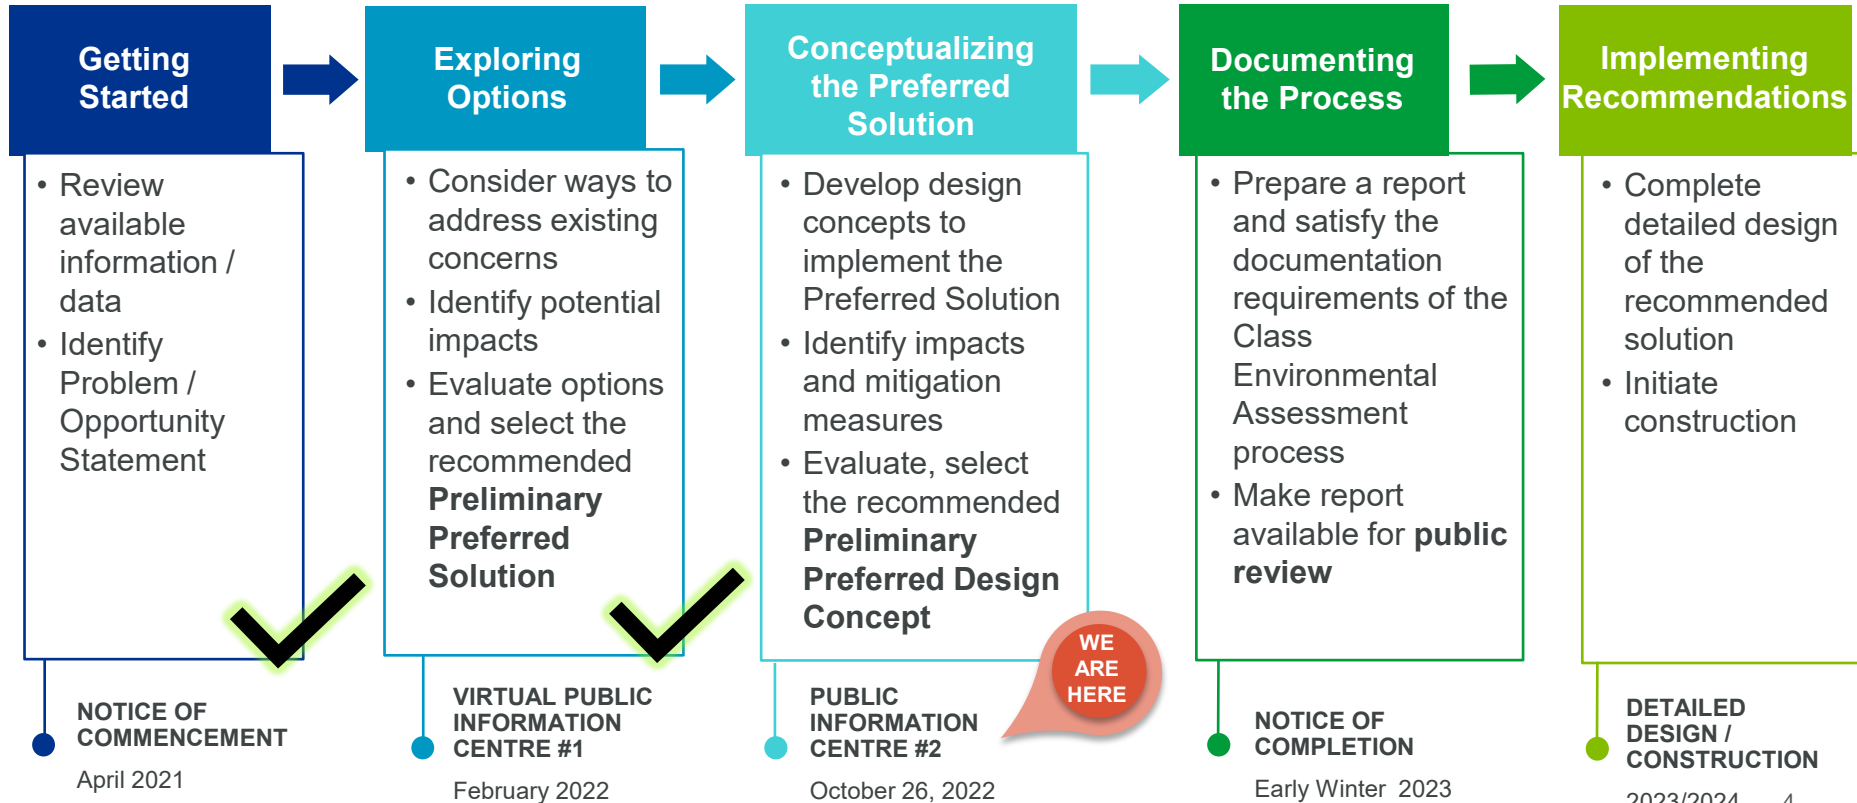 Getting
Started
• Review
available
information /
data
• Identify
Problem /
Opportunity
Statement
NOTICE OF
COMMENCEMENT
April 2021
Exploring
Options
• Consider ways to
address existing
concerns
• Identify potential
impacts
• Evaluate options
and select the
recommended
Preliminary
Preferred
Solution
VIRTUAL PUBLIC
INFORMATION
CENTRE #1
February 2022
Conceptualizing
the Preferred
Solution
• Develop design
concepts to
implement the
Preferred Solution
• Identify impacts
and mitigation
measures
• Evaluate, select
the recommended
Preliminary
Preferred Design
Concept
WE
ARE
HERE
PUBLIC
INFORMATION
CENTRE #2
October 26, 2022
Documenting
the Process
• Prepare a report
and satisfy the
documentation
requirements of the
Class
Environmental
Assessment
process
• Make report
available for public
review
NOTICE OF
COMPLETION
Early Winter 2023
Implementing
Recommendations
• Complete
detailed design
of the
recommended
solution
• Initiate
construction
DETAILED
DESIGN /
CONSTRUCTION
2023/2024
4